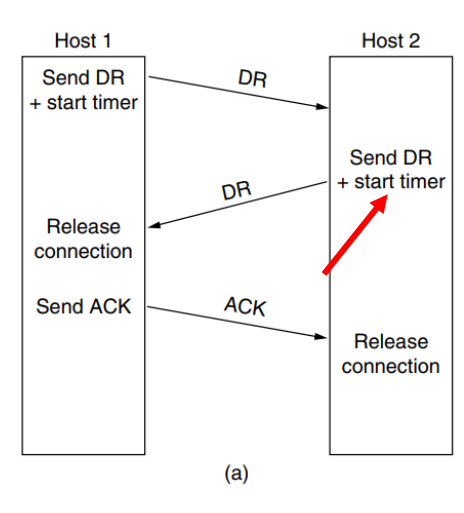 Host 1
Host 2
Send DR
+ start timer
DR
Send DR
+ start timer
DR
Release
connection
Send ACK
ACK
Release
connection
(a)